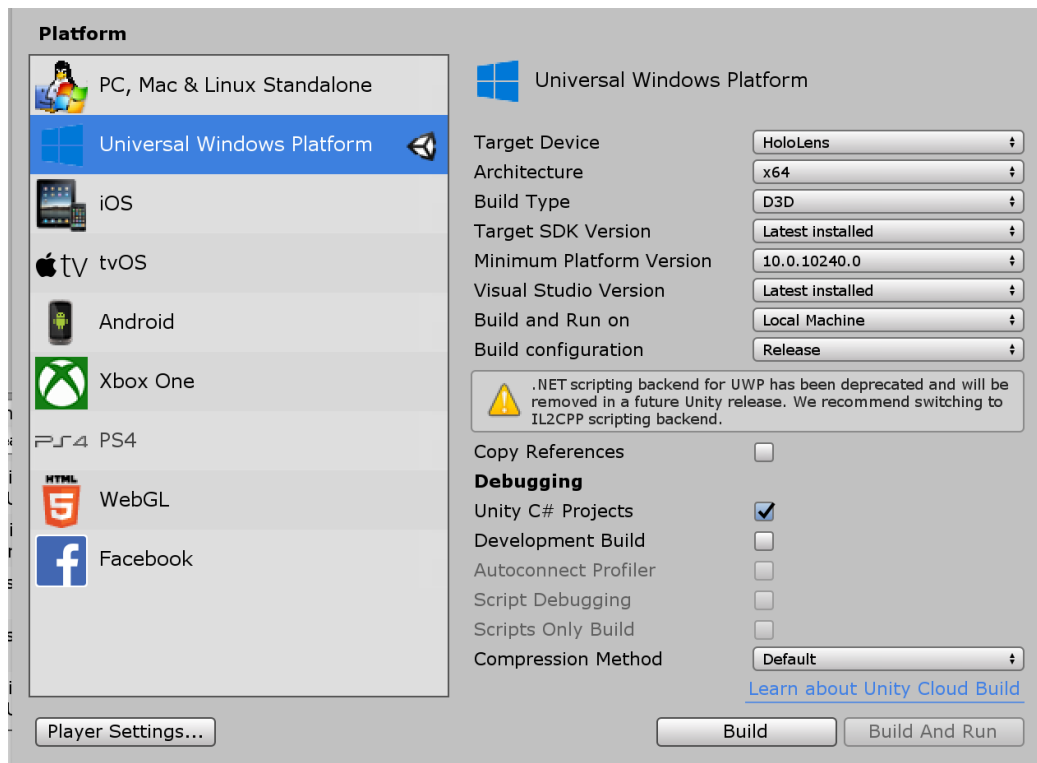 Platform
PC, Mac & Linux Standalone
Universal Windows Platform
iOS
tv tvOS
Android
Xbox One
PS4 PS4
HTML
5 WebGL
f Facebook
Player Settings...
Universal Windows Platform
Target Device HoloLens
Architecture x64
Build Type D3D
Target SDK Version Latest installed
Minimum Platform Version 10.0.10240.0
Visual Studio Version Latest installed
Build and Run on Local Machine
Build configuration Release
.NET scripting backend for UWP has been deprecated and will be
removed in a future Unity release. We recommend switching to
IL2CPP scripting backend.
Copy References
Debugging
Unity C# Projects
Development Build
Autoconnect Profiler
Script Debugging
Scripts Only Build
Compression Method Default
Learn about Unity Cloud Build
Build
Build And Run